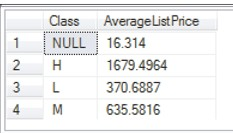 Class AverageListPrice
1 NULL 16.314
2 H 1679.4964
3 L 370.6887
4 M 635.5816